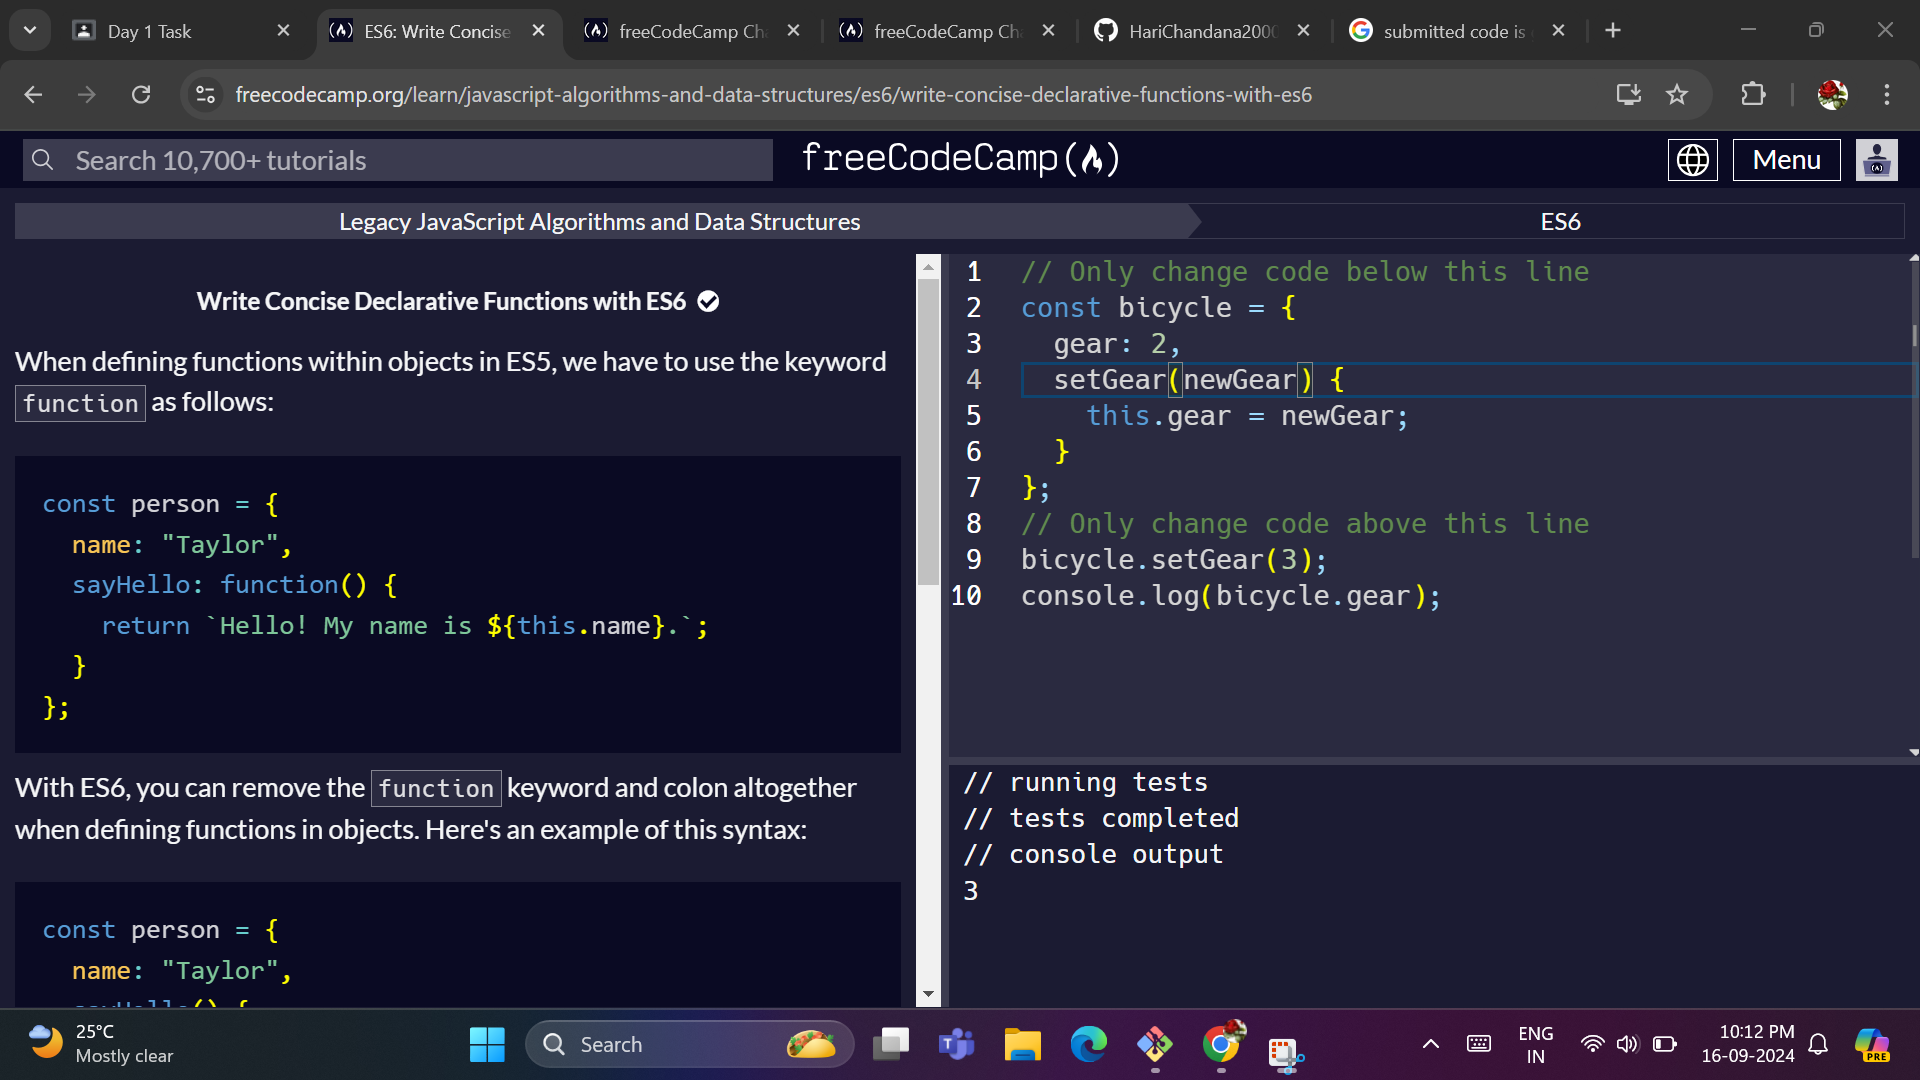 Day 1 Task
ES6: Write Concise
freeCodeCamp Ch
freeCodeCamp Ch
HariChandana2000
submitted code is
freecodecamp.org/learn/javascript-algorithms-and-data-structures/es6/write-concise-declarative-functions-with-es6
Search 10,700+ tutorials
freeCodeCamp
Menu
Legacy JavaScript Algorithms and Data Structures
ES6
Write Concise Declarative Functions with ES6
When defining functions within objects in ES5, we have to use the keyword
function as follows:
const person = {
name: "Taylor",
sayHello: function() {
return `Hello! My name is ${this.name}.`;
}
};
With ES6, you can remove the function keyword and colon altogether
when defining functions in objects. Here's an example of this syntax:
const person = {
name: "Taylor",
sayHello() {
1 // Only change code below this line
2 const bicycle = {
3 gear: 2,
4 setGear(newGear) {
5 this.gear = newGear;
6 }
7 };
8 // Only change code above this line
9 bicycle.setGear(3);
10 console.log(bicycle.gear);
// running tests
// tests completed
// console output
3
25°C
Mostly clear
Search
ENG
IN
10:12 PM
16-09-2024
PRE